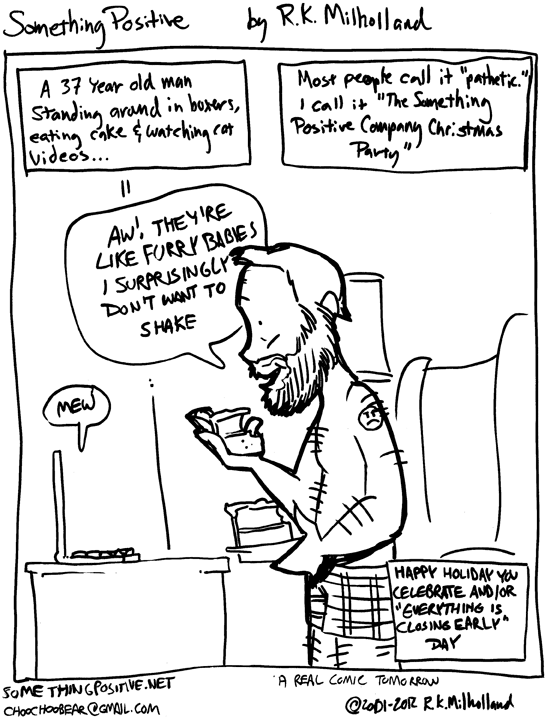 Something Positive by R.K. Milholland
A 37 Year old man
Standing around in boxers,
eating cake & watching cat
videos...
Most people call it "pathetic."
I call it "The Something
Positive Company Christmas
Party"
AW! THEY'RE
LIKE FURRY BABIES
I SURPRISINGLY
DON'T WANT TO
SHAKE
MEW
HAPPY HOLIDAY YOU
CELEBRATE AND/OR
"EVERYTHING IS
CLOSING EARLY"
DAY
SOMETHINGPOSITIVE.NET
CHOOCHOOBEAR@GMAIL.COM
A REAL COMIC TOMORROW
©2001-2012 R.K.Milholland